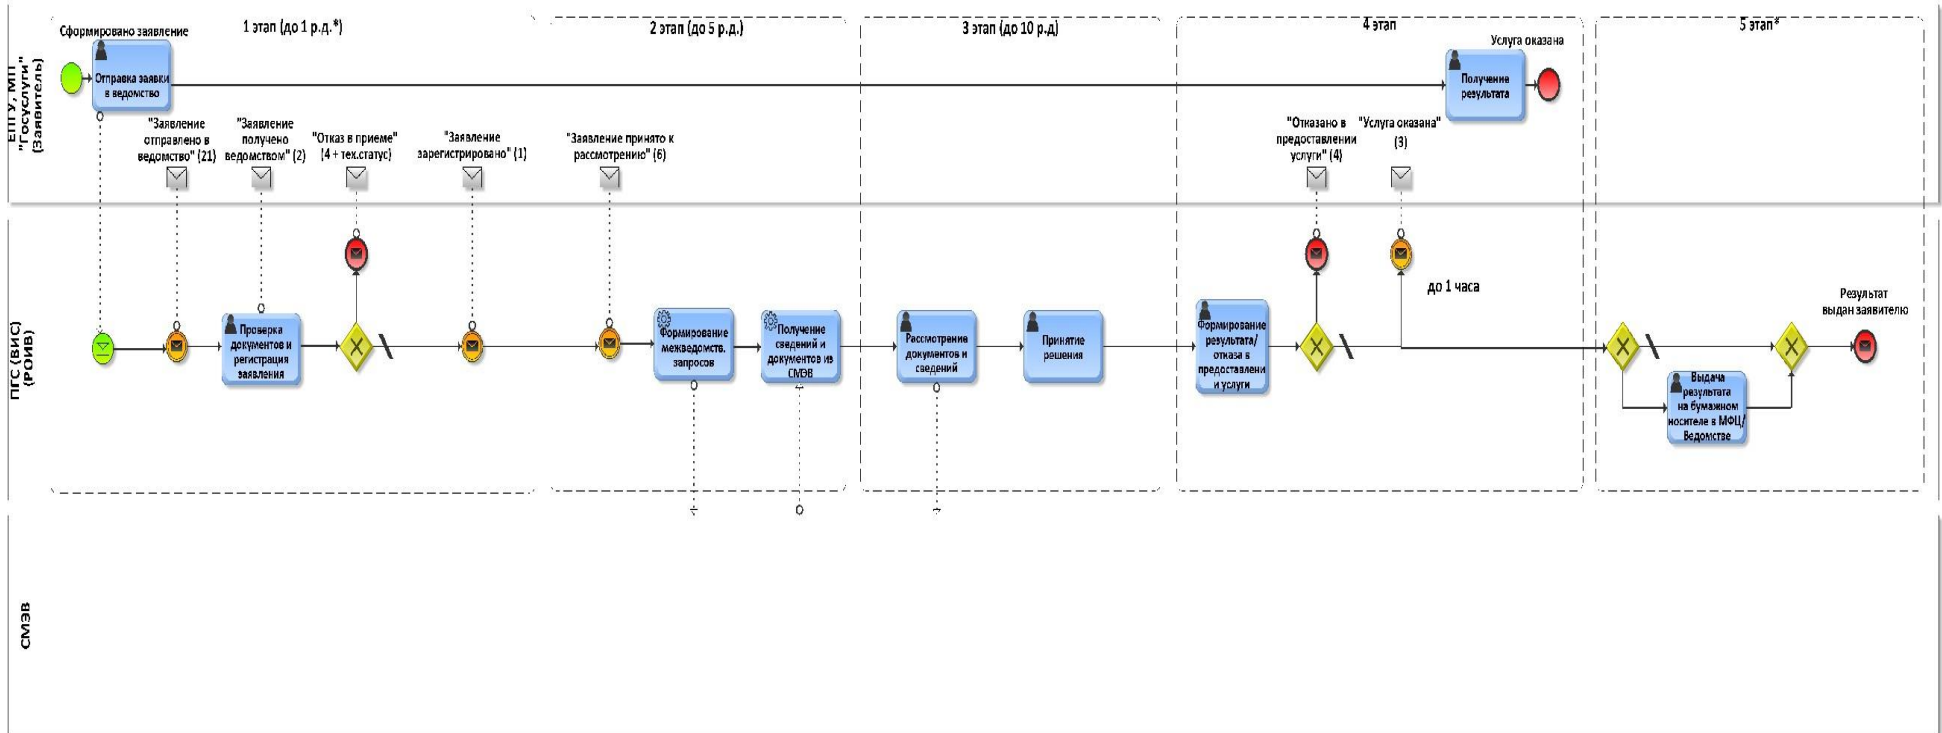 1 этап (до 1 р.д.*)
2 этап (до 5 р.д.)
3 этап (до 10 р.д)
4 этап
5 этап*
ЕПГУ, МП
"Госуслуги"
(Заявитель)
Сформировано заявление
Отправка заявки
в ведомство
Услуга оказана
Получение
результата
"Заявление
отправлено в
ведомство" (21)
"Заявление
получено
ведомством" (2)
"Отказ в приеме"
(4 + тех.статус)
"Заявление
зарегистрировано" (1)
"Заявление принято к
рассмотрению" (6)
"Отказано в
предоставлении
услуги" (4)
"Услуга оказана"
(3)
ПГС (ВИС)
(РОИВ)
Проверка
документов и
регистрация
заявления
Формирование
межведомств.
запросов
Получение
сведений и
документов из
СМЭВ
Рассмотрение
документов и
сведений
Принятие
решения
Формирование
результата/
отказа в
предоставлени
и услуги
до 1 часа
Выдача
результата
на бумажном
носителе в МФЦ/
Ведомстве
Результат
выдан заявителю
СМЭВ